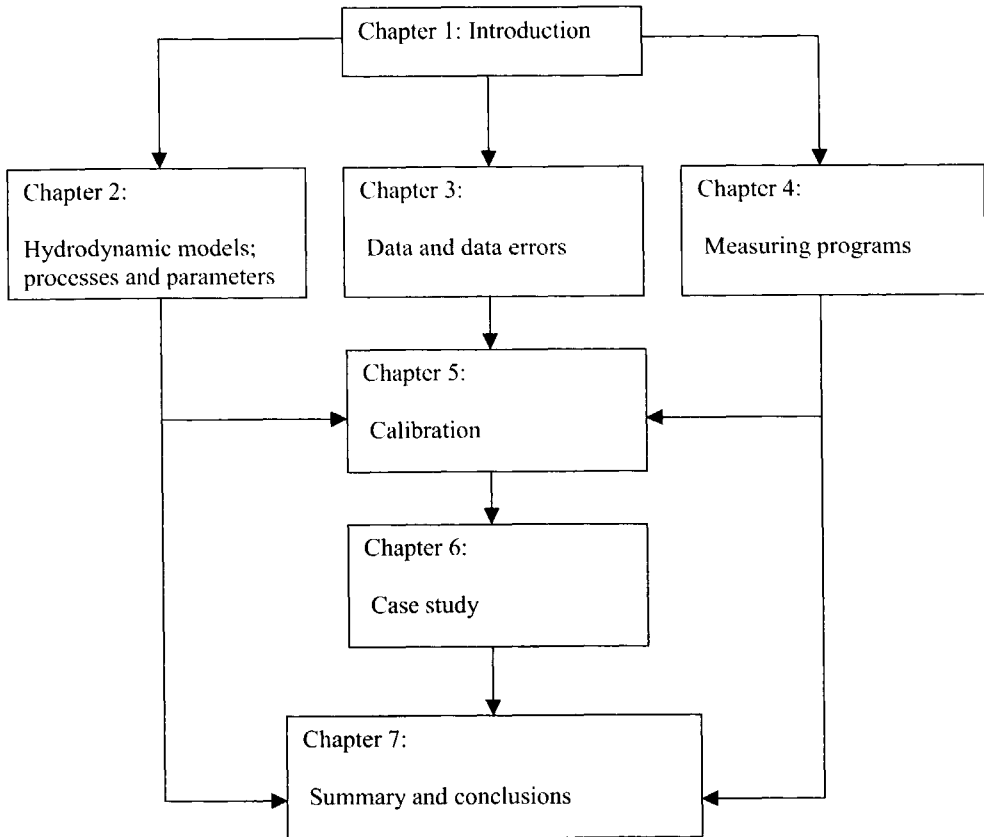 Chapter 1: Introduction
Chapter 2:
Hydrodynamic models;
processes and parameters
Chapter 3:
Data and data errors
Chapter 4:
Measuring programs
Chapter 5:
Calibration
Chapter 6:
Case study
Chapter 7:
Summary and conclusions